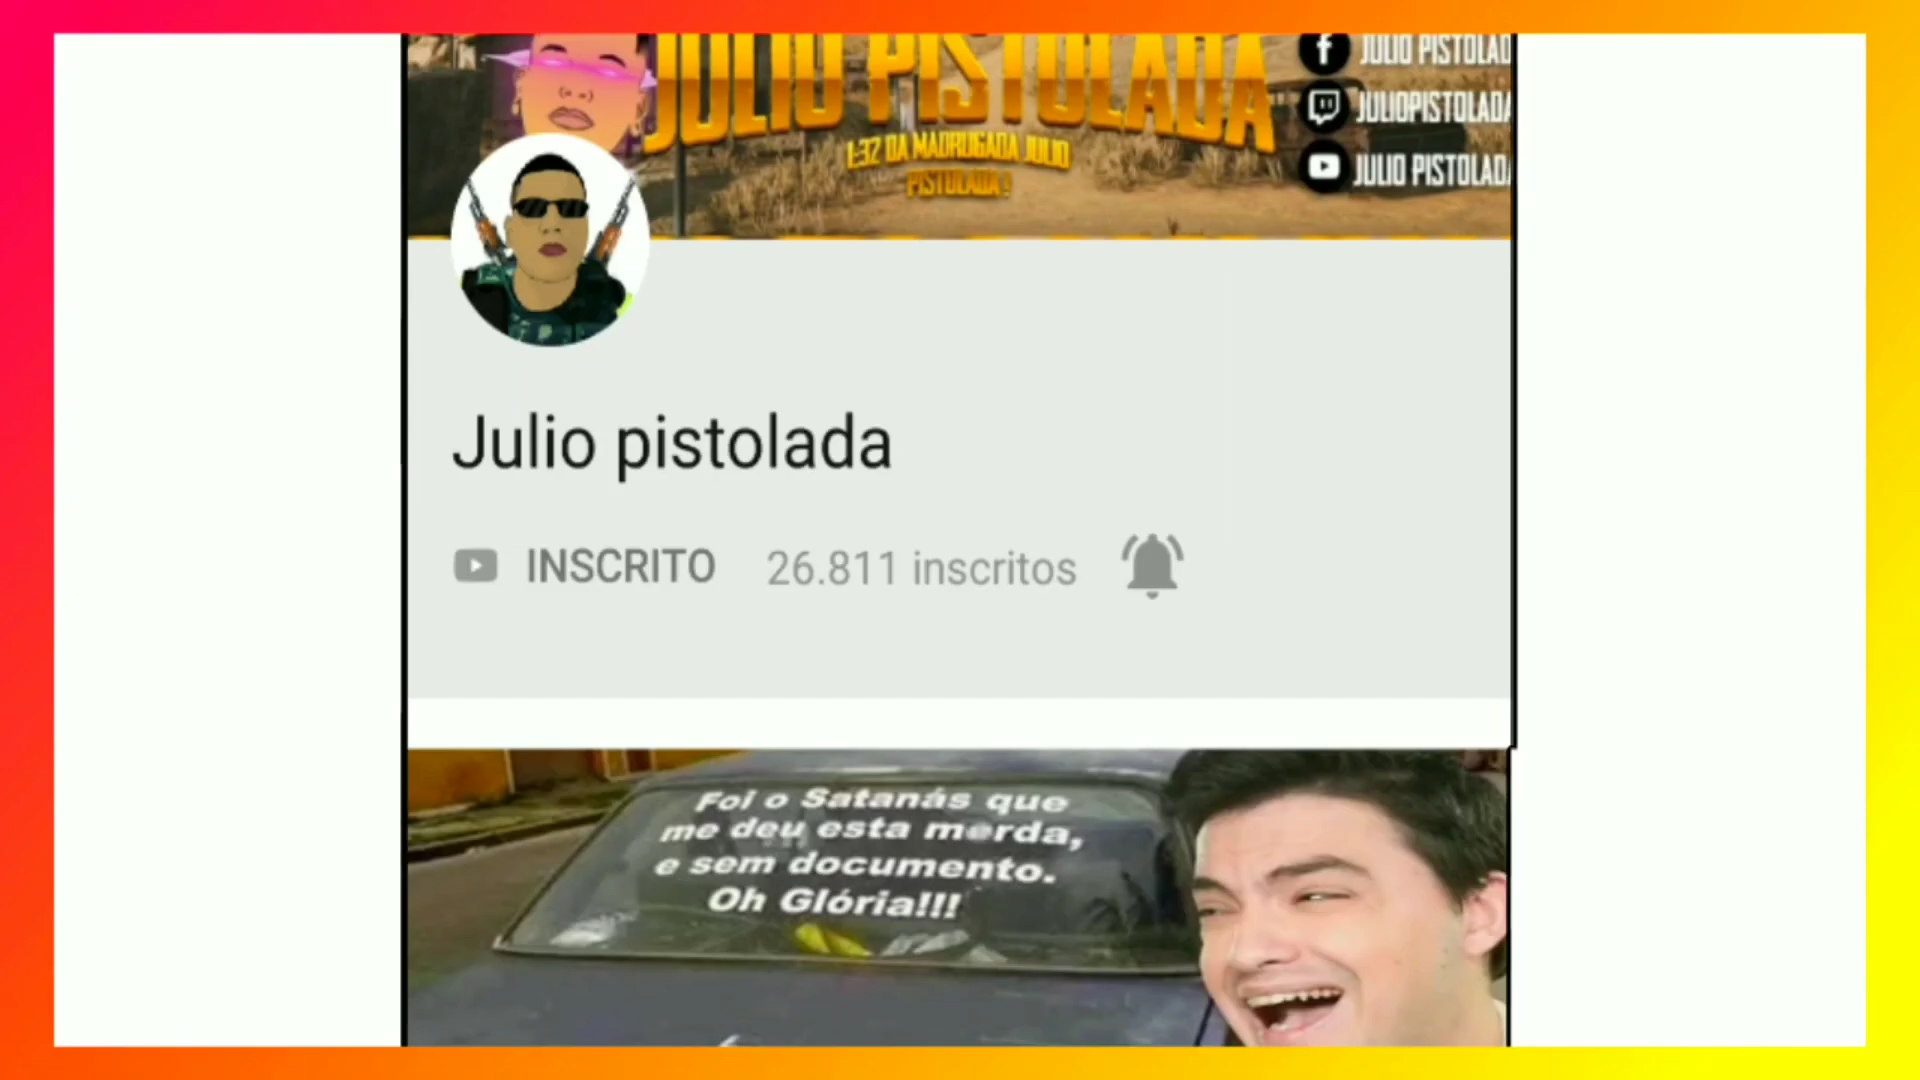 JULIO PISTOLADA
1:32 DA MADRUGADA JULIO
PISTOLADA !
JULIO PISTOLAD
JULIOPISTOLADA
JULIO PISTOLADA
Julio pistolada
INSCRITO 26.811 inscritos
Foi o Satanás que
me deu esta merda,
e sem documento.
Oh Glória!!!